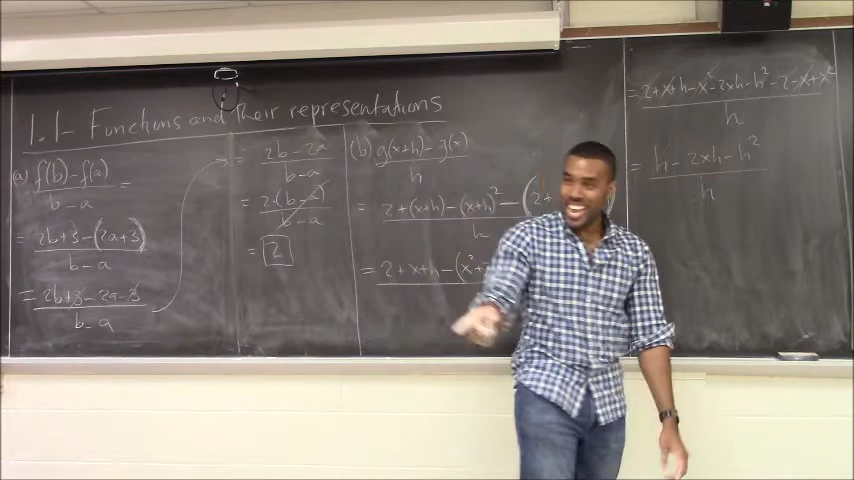 1.1- Functions and their representations
(a) f(b)-f(a) / b-a =
= 2b+3-(2a+3) / b-a
= 2b+3-2a-3 / b-a
= 2b-2a / b-a
= 2(b-a) / b-a
= 2
(b) g(x+h)-g(x) / h
= 2+(x+h)-(x+h)² - (2+ / h
= 2+x+h-(x²+
= 2+x+h-x²-2xh-h²-2-x+x² / h
= h-2xh-h² / h